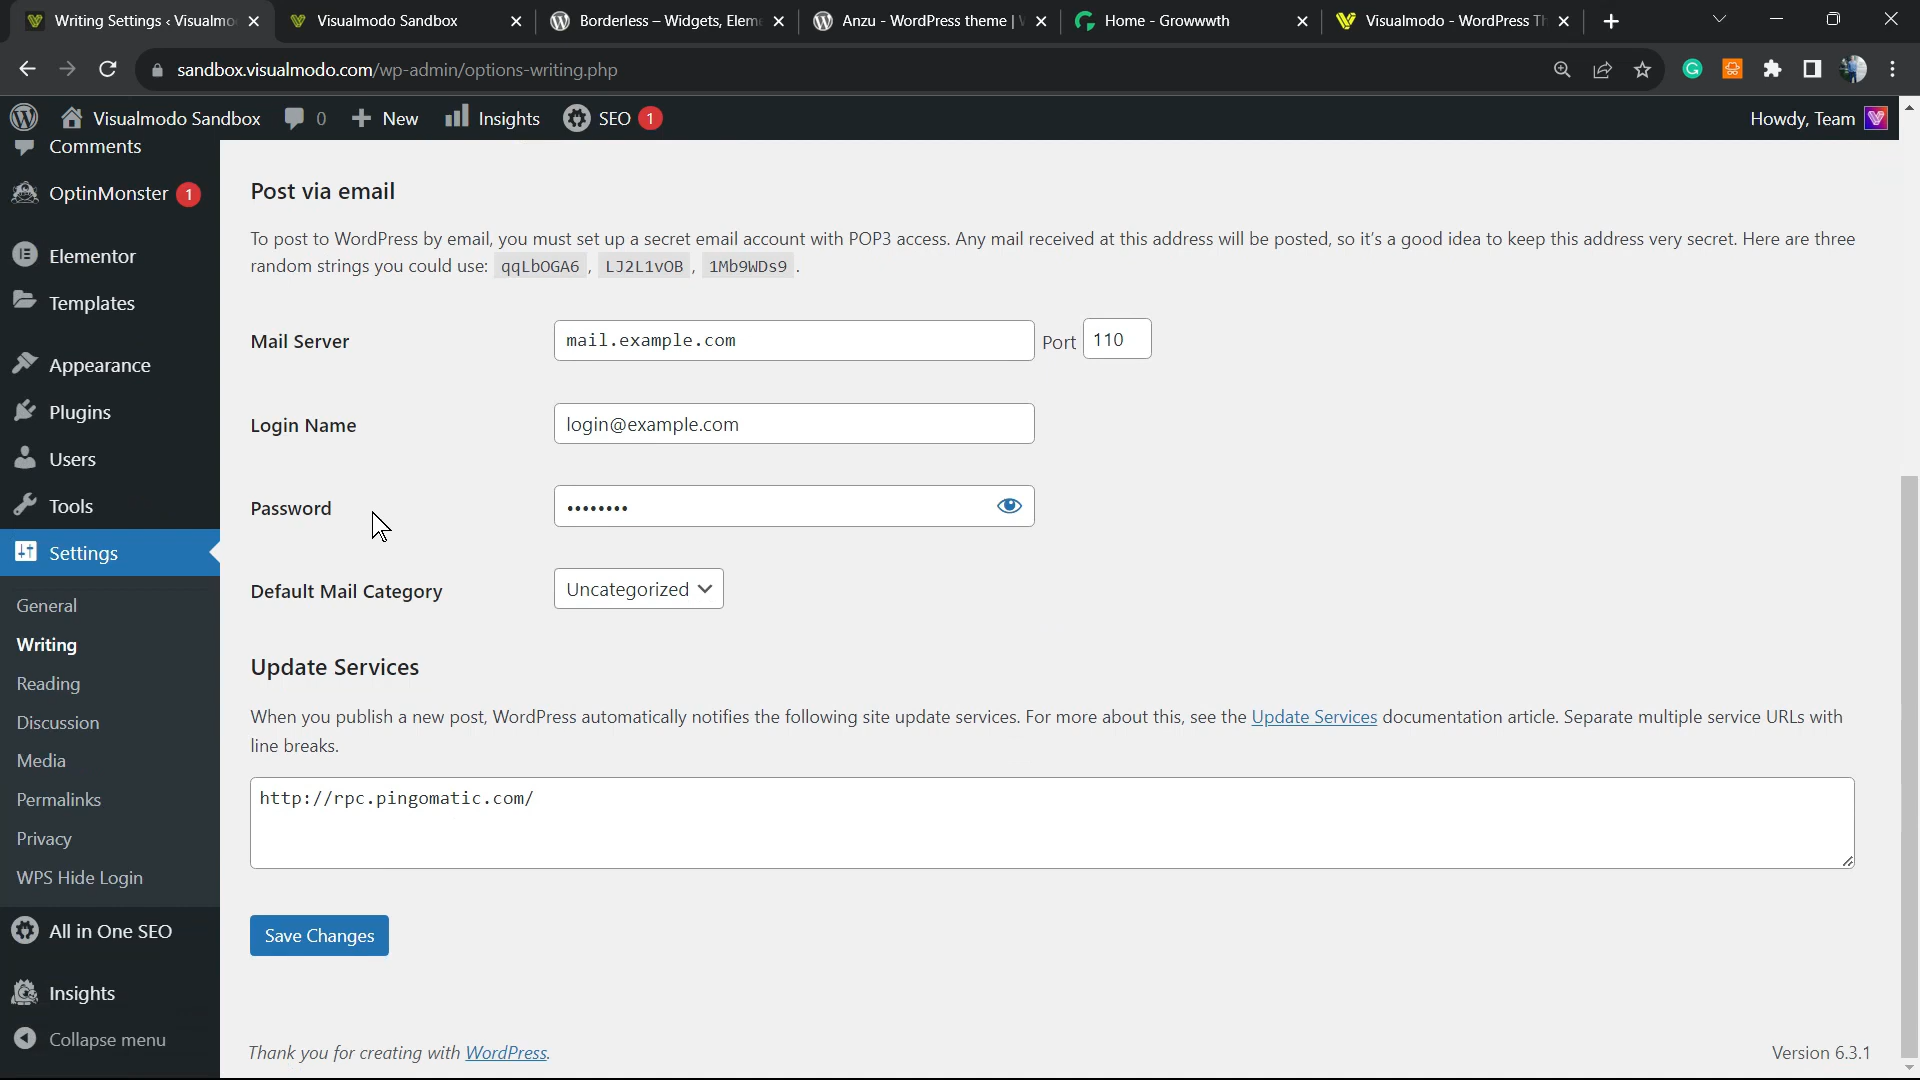 Writing Settings ‹ Visualmo
Visualmodo Sandbox
Borderless – Widgets, Elem
Anzu - WordPress theme |
Home - Growwwth
Visualmodo - WordPress Th
sandbox.visualmodo.com/wp-admin/options-writing.php
Visualmodo Sandbox
0
New
Insights
SEO 1
Howdy, Team
Comments
OptinMonster 1
Elementor
Templates
Appearance
Plugins
Users
Tools
Settings
General
Writing
Reading
Discussion
Media
Permalinks
Privacy
WPS Hide Login
All in One SEO
Insights
Collapse menu
Post via email
To post to WordPress by email, you must set up a secret email account with POP3 access. Any mail received at this address will be posted, so it's a good idea to keep this address very secret. Here are three
random strings you could use: qqLbOGA6 , LJ2L1vOB , 1Mb9WDs9 .
Mail Server
mail.example.com
Port 110
Login Name
login@example.com
Password
••••••••
Default Mail Category
Uncategorized
Update Services
When you publish a new post, WordPress automatically notifies the following site update services. For more about this, see the Update Services documentation article. Separate multiple service URLs with
line breaks.
http://rpc.pingomatic.com/
Save Changes
Thank you for creating with WordPress.
Version 6.3.1